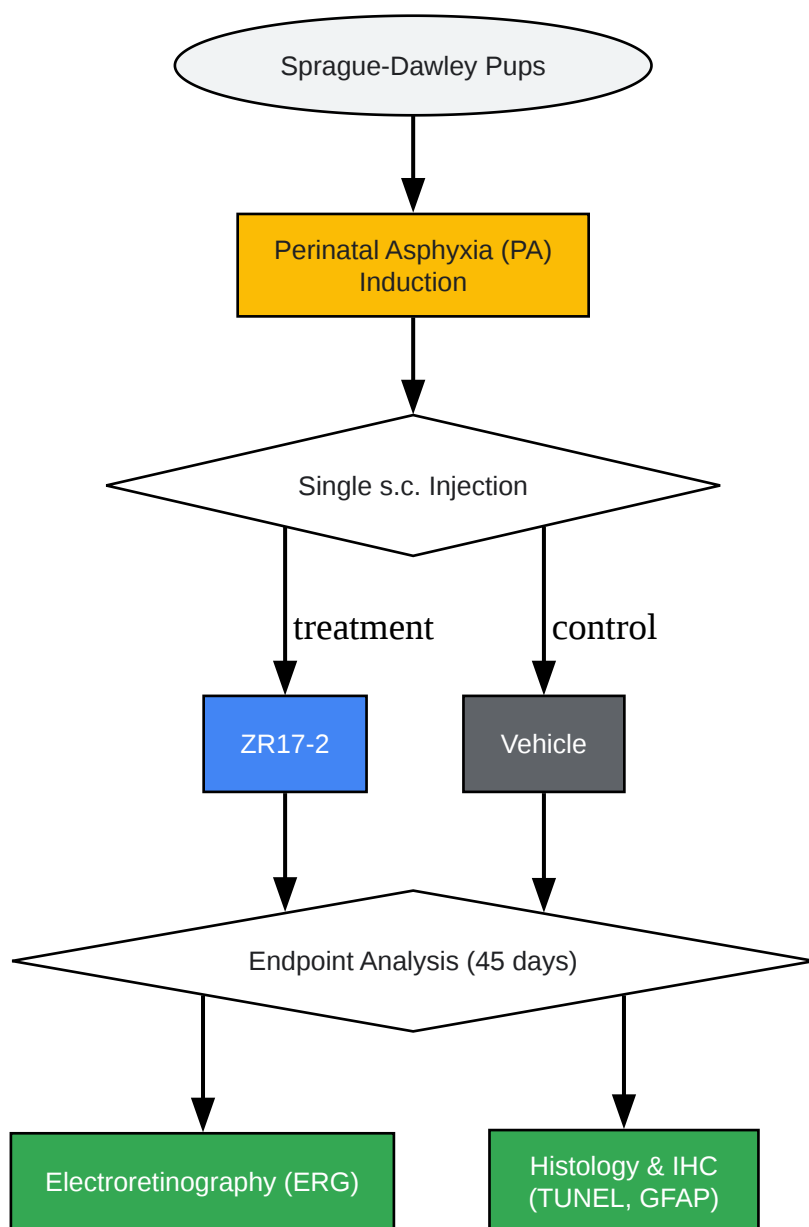 Sprague-Dawley Pups
Perinatal Asphyxia (PA)
Induction
Single s.c. Injection
treatment
control
ZR17-2
Vehicle
Endpoint Analysis (45 days)
Electroretinography (ERG)
Histology & IHC
(TUNEL, GFAP)